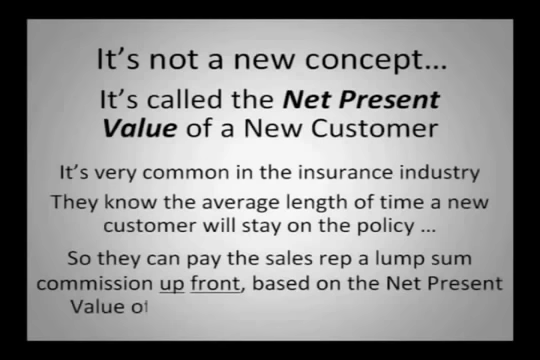 It's not a new concept...
It's called the Net Present
Value of a New Customer
It's very common in the insurance industry
They know the average length of time a new
customer will stay on the policy ...
So they can pay the sales rep a lump sum
commission up front, based on the Net Present
Value of